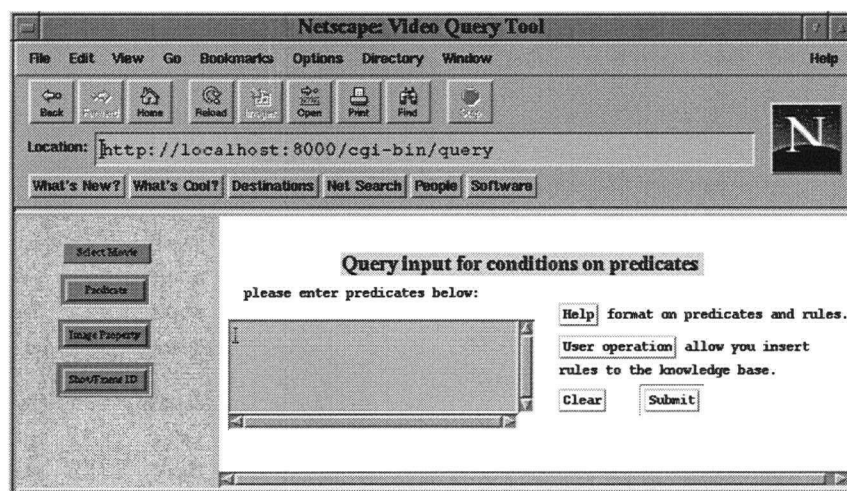 Netscape: Video Query Tool
File Edit View Go Bookmarks Options Directory Window Help
Back Forward Home Reload Images Open Print Find Stop
Location: http://localhost:8000/cgi-bin/query
N
What's New? What's Cool? Destinations Net Search People Software
Select Movie
Predicate
Image Property
Shot/Frame ID
Query input for conditions on predicates
please enter predicates below:
Help format on predicates and rules.
User operation allow you insert
rules to the knowledge base.
Clear Submit